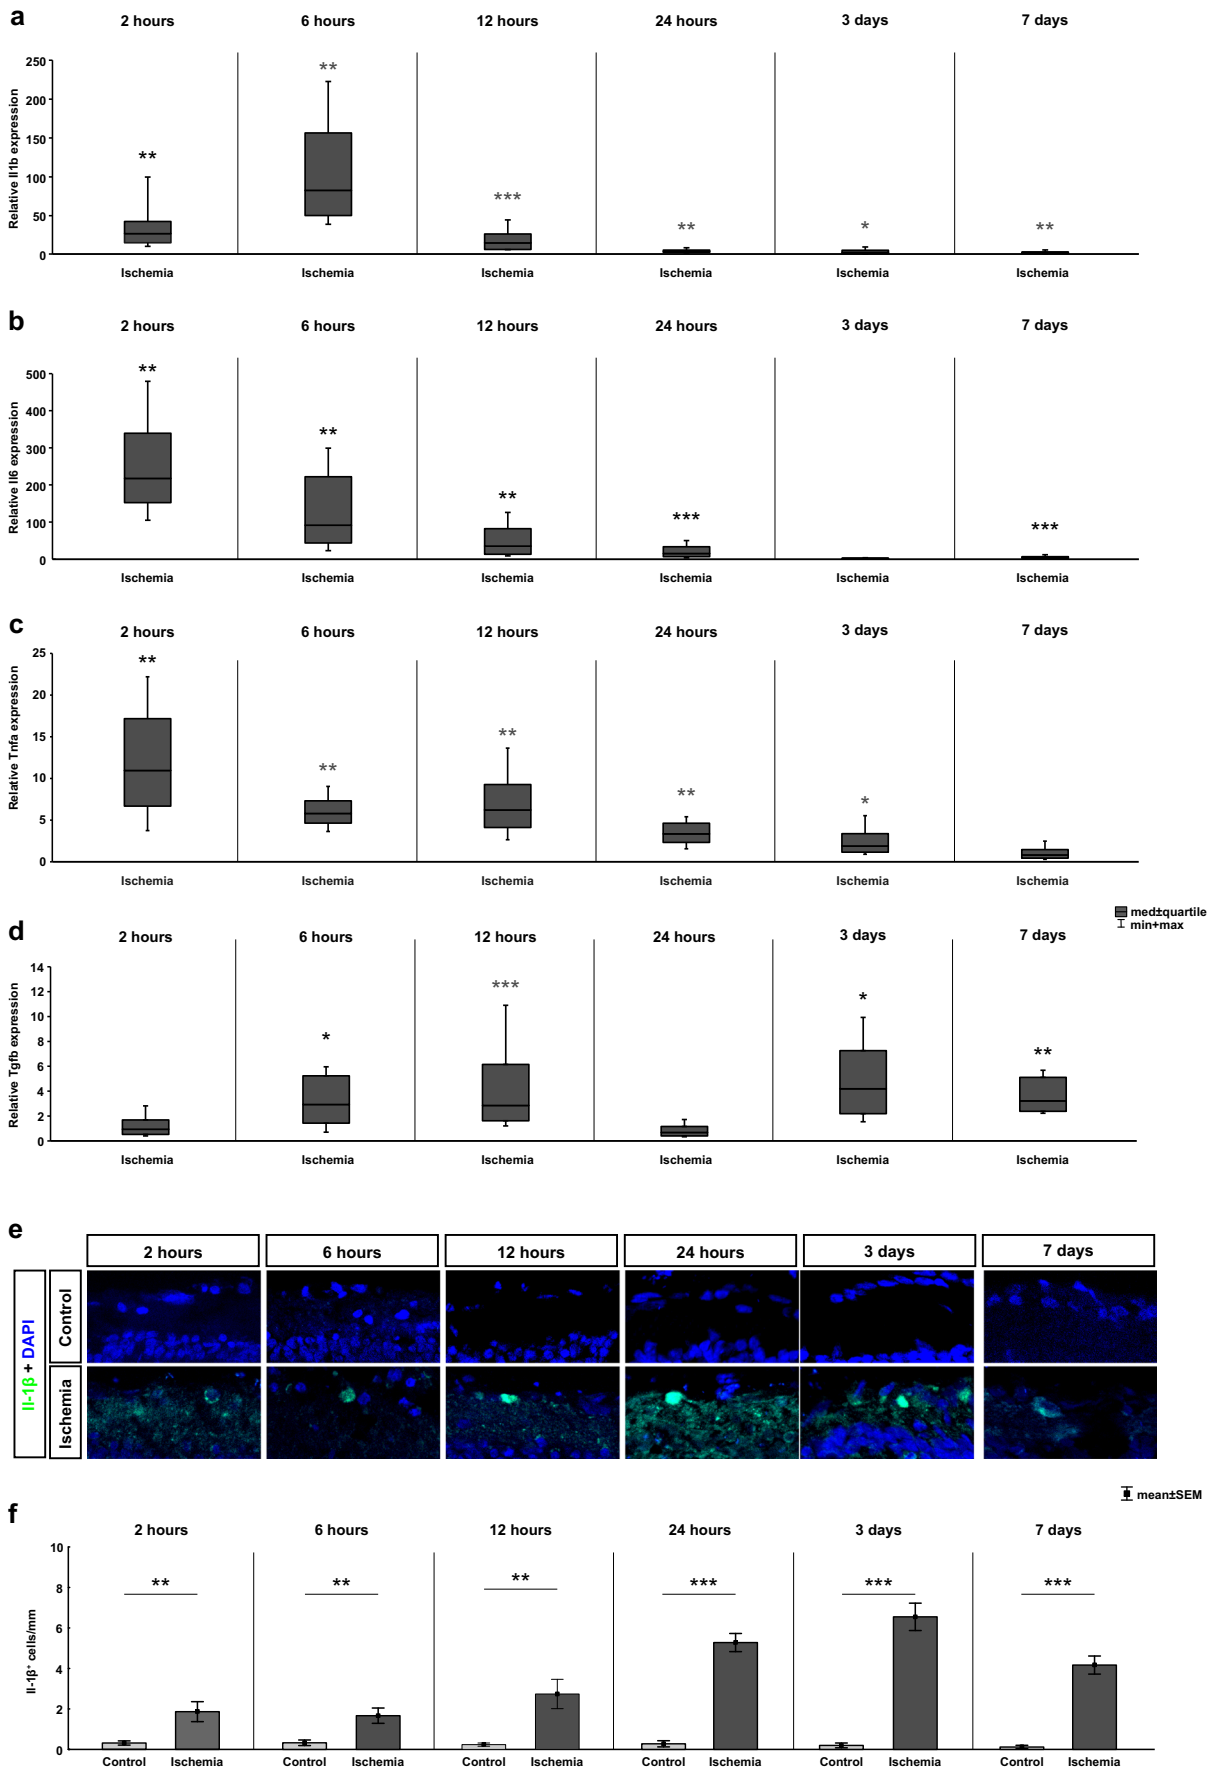 a
2 hours 6 hours 12 hours 24 hours 3 days 7 days
Relative Il1b expression
250
200
150
100
50
0
** ** *** ** * **
Ischemia Ischemia Ischemia Ischemia Ischemia Ischemia
b
2 hours 6 hours 12 hours 24 hours 3 days 7 days
Relative Il6 expression
500
400
300
200
100
0
** ** ** *** ***
Ischemia Ischemia Ischemia Ischemia Ischemia Ischemia
c
2 hours 6 hours 12 hours 24 hours 3 days 7 days
Relative Tnfa expression
25
20
15
10
5
0
** ** ** ** *
Ischemia Ischemia Ischemia Ischemia Ischemia Ischemia
med±quartile
min+max
d
2 hours 6 hours 12 hours 24 hours 3 days 7 days
Relative Tgfb expression
14
12
10
8
6
4
2
0
* *** * **
Ischemia Ischemia Ischemia Ischemia Ischemia Ischemia
e
2 hours 6 hours 12 hours 24 hours 3 days 7 days
Il-1β + DAPI
Control
Ischemia
mean±SEM
f
2 hours 6 hours 12 hours 24 hours 3 days 7 days
Il-1β⁺ cells/mm
10
8
6
4
2
0
** ** ** *** *** ***
Control Ischemia Control Ischemia Control Ischemia Control Ischemia Control Ischemia Control Ischemia